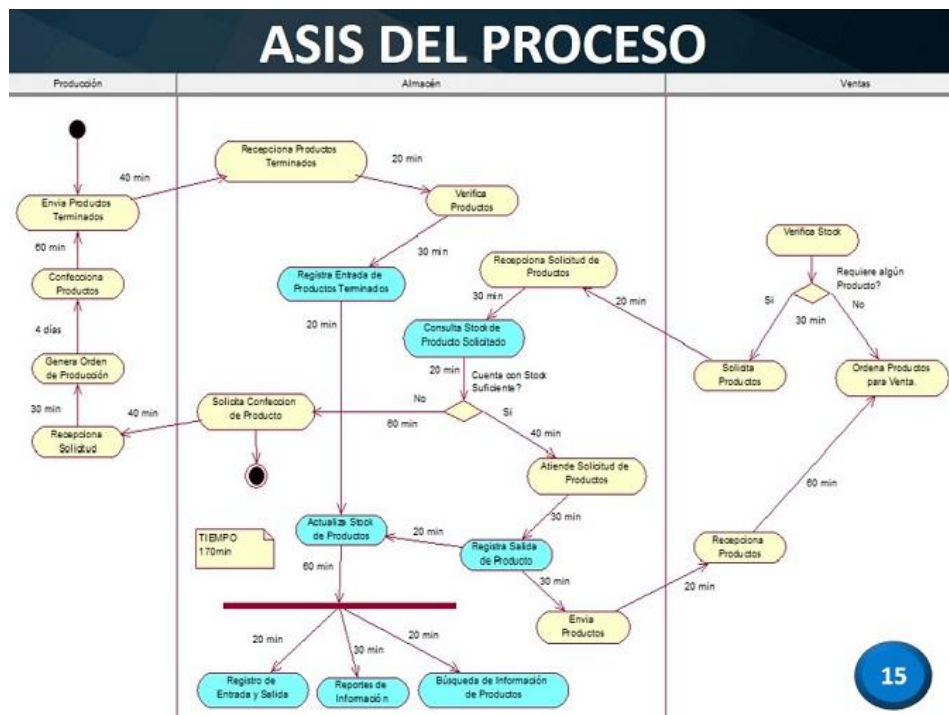 ASIS DEL PROCESO
Producción
Almacén
Ventas
Recepciona Productos
Terminados
20 min
40 min
Envia Productos
Terminados
Verifica
Productos
60 min
30 min
Verifica Stock
Confecciona
Productos
Registra Entrada de
Productos Terminados
Recepciona Solicitud de
Productos
Requiere algún
Producto?
30 min
20 min
Si
No
30 min
4 días
20 min
Consulta Stock de
Producto Solicitado
Genera Orden
de Producción
20 min
Cuente con Stock
Suficiente?
Solicita
Productos
Ordena Productos
para Venta.
30 min
40 min
Solicita Confeccion
de Producto
No
60 min
Si
40 min
Recepciona
Solicitud
Atiende Solicitud de
Productos
30 min
60 min
TIEMPO
170min
Actualiza Stock
de Productos
20 min
Registra Salida
de Producto
Recepciona
Productos
60 min
30 min
20 min
Envia
Productos
20 min
30 min
20 min
Registro de
Entrada y Salida
Reportes de
Información
Búsqueda de Información
de Productos
15